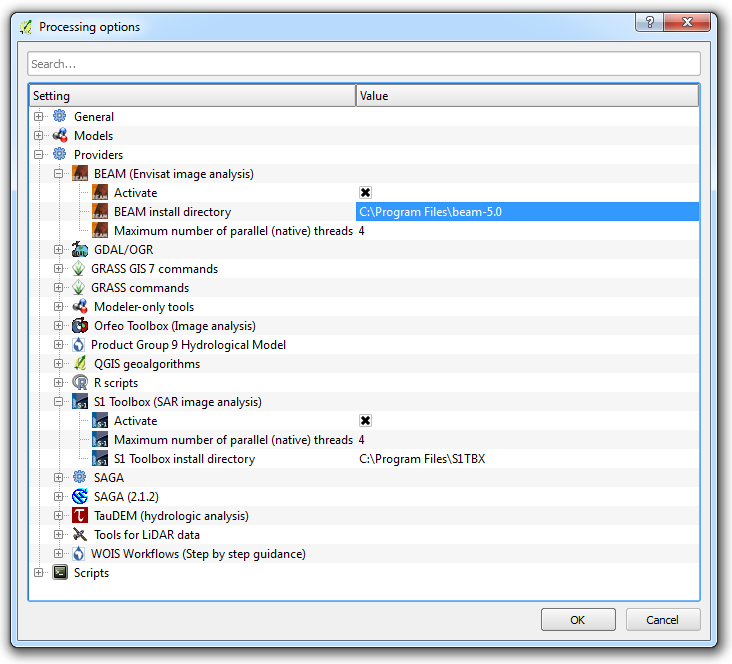 Processing options
Search...
Setting Value
General
Models
Providers
BEAM (Envisat image analysis)
Activate
BEAM install directory C:\Program Files\beam-5.0
Maximum number of parallel (native) threads 4
GDAL/OGR
GRASS GIS 7 commands
GRASS commands
Modeler-only tools
Orfeo Toolbox (Image analysis)
Product Group 9 Hydrological Model
QGIS geoalgorithms
R scripts
S1 Toolbox (SAR image analysis)
Activate
Maximum number of parallel (native) threads 4
S1 Toolbox install directory C:\Program Files\S1TBX
SAGA
SAGA (2.1.2)
TauDEM (hydrologic analysis)
Tools for LiDAR data
WOIS Workflows (Step by step guidance)
Scripts
OK Cancel